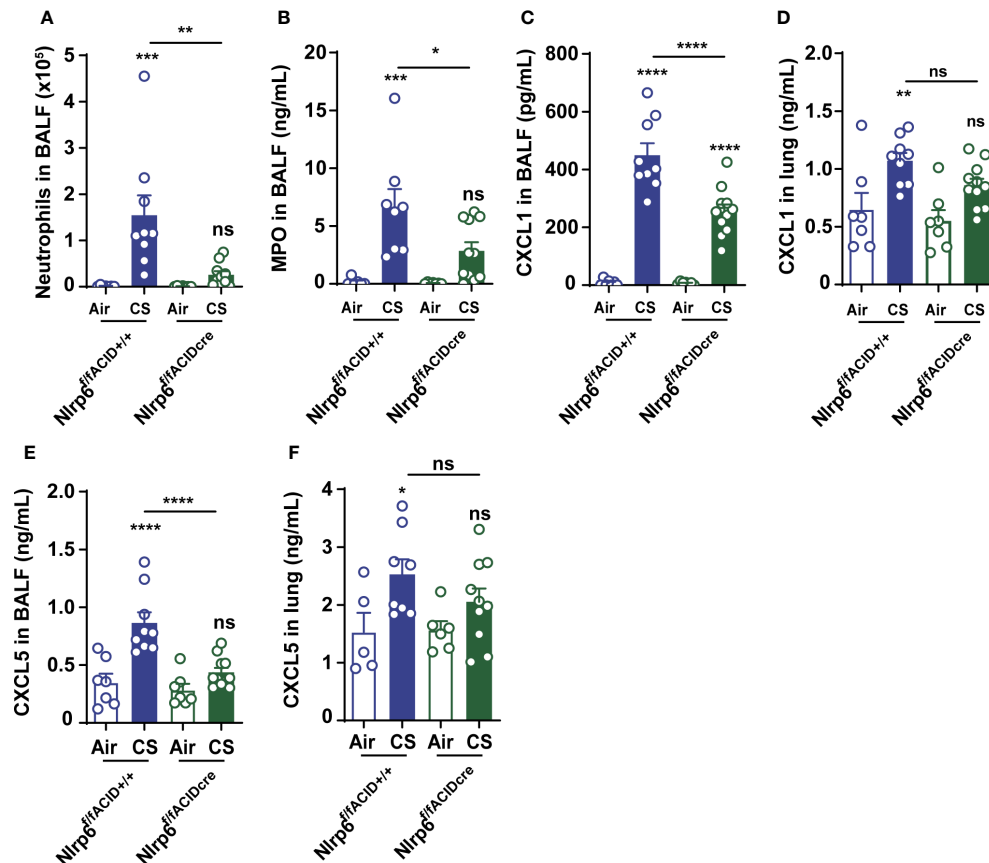 A
Neutrophils in BALF (x10⁵)
5
4
3
2
1
0
***
**
ns
Air CS Air CS
Nlrp6f/fACID+/+
Nlrp6f/fACIDcre
B
MPO in BALF (ng/mL)
20
15
10
5
0
***
*
ns
Air CS Air CS
Nlrp6f/fACID+/+
Nlrp6f/fACIDcre
C
CXCL1 in BALF (pg/mL)
800
600
400
200
0
****
****
****
Air CS Air CS
Nlrp6f/fACID+/+
Nlrp6f/fACIDcre
D
CXCL1 in lung (ng/mL)
1.5
1.0
0.5
0.0
ns
**
ns
Air CS Air CS
Nlrp6f/fACID+/+
Nlrp6f/fACIDcre
E
CXCL5 in BALF (ng/mL)
2.0
1.5
1.0
0.5
0
****
****
ns
Air CS Air CS
Nlrp6f/fACID+/+
Nlrp6f/fACIDcre
F
CXCL5 in lung (ng/mL)
4
3
2
1
0
ns
*
ns
Air CS Air CS
Nlrp6f/fACID+/+
Nlrp6f/fACIDcre